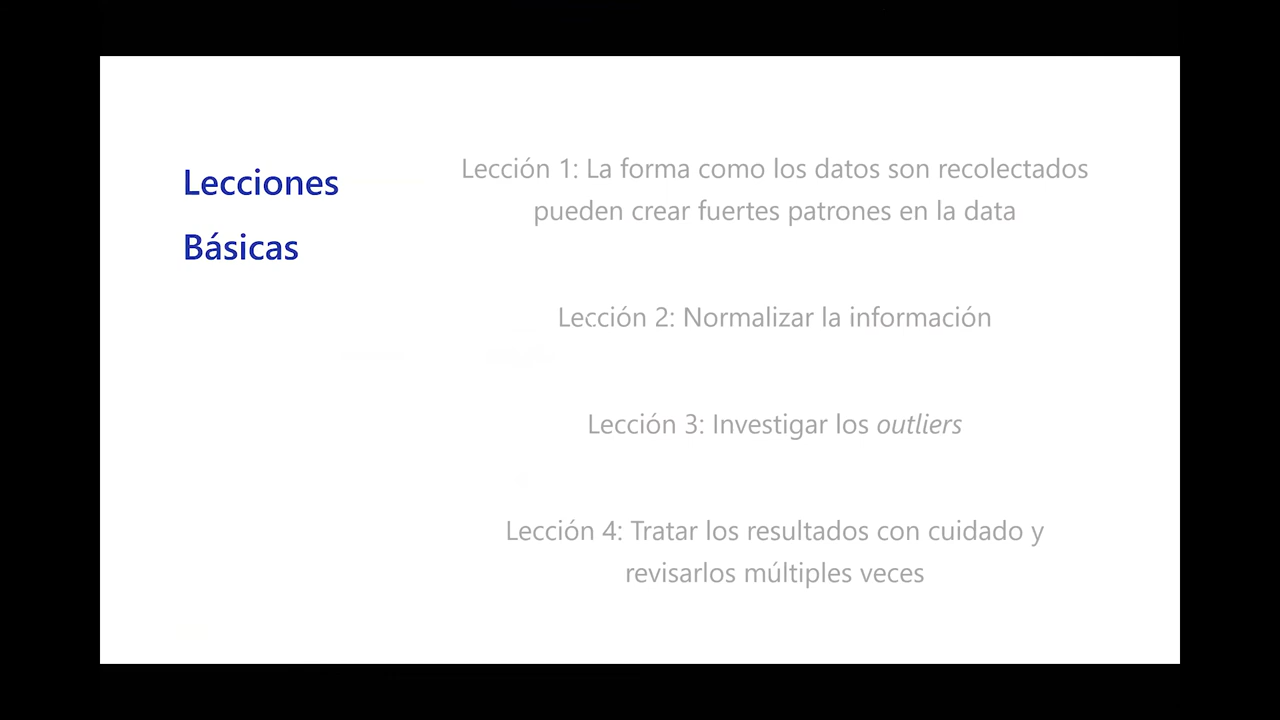 Lecciones
Básicas
Lección 1: La forma como los datos son recolectados
pueden crear fuertes patrones en la data
Lección 2: Normalizar la información
Lección 3: Investigar los outliers
Lección 4: Tratar los resultados con cuidado y
revisarlos múltiples veces